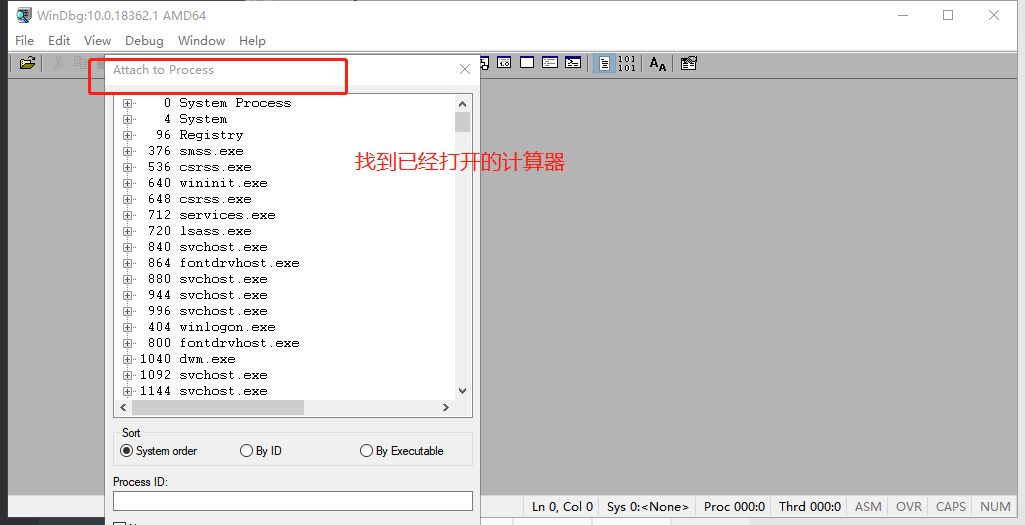 WinDbg:10.0.18362.1 AMD64
File Edit View Debug Window Help
Attach to Process
0 System Process
4 System
96 Registry
376 smss.exe
536 csrss.exe
640 wininit.exe
648 csrss.exe
712 services.exe
720 lsass.exe
840 svchost.exe
864 fontdrvhost.exe
880 svchost.exe
944 svchost.exe
996 svchost.exe
404 winlogon.exe
800 fontdrvhost.exe
1040 dwm.exe
1092 svchost.exe
1144 svchost.exe
找到已经打开的计算器
Sort
System order By ID By Executable
Process ID:
Ln 0, Col 0 Sys 0:<None> Proc 000:0 Thrd 000:0 ASM OVR CAPS NUM